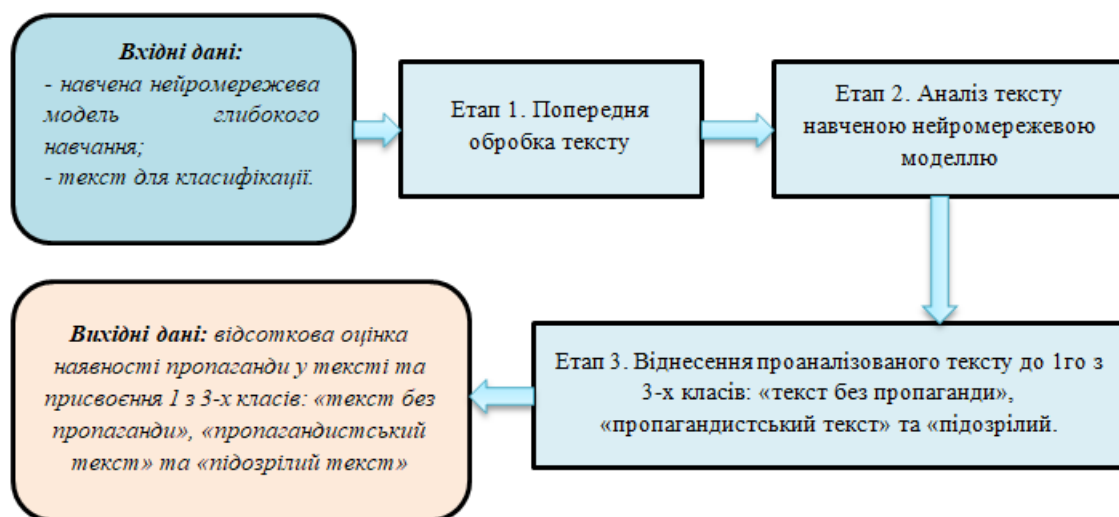 Вхідні дані:
- навчена нейромережева
модель глибокого
навчання;
- текст для класифікації.
Етап 1. Попередня
обробка тексту
Етап 2. Аналіз тексту
навченою нейромережевою
моделлю
Етап 3. Віднесення проаналізованого тексту до 1го з
3-х класів: «текст без пропаганди»,
«пропагандистський текст» та «підозрілий.
Вихідні дані: відсоткова оцінка
наявності пропаганди у тексті та
присвоєння 1 з 3-х класів: «текст без
пропаганди», «пропагандистський
текст» та «підозрілий текст»